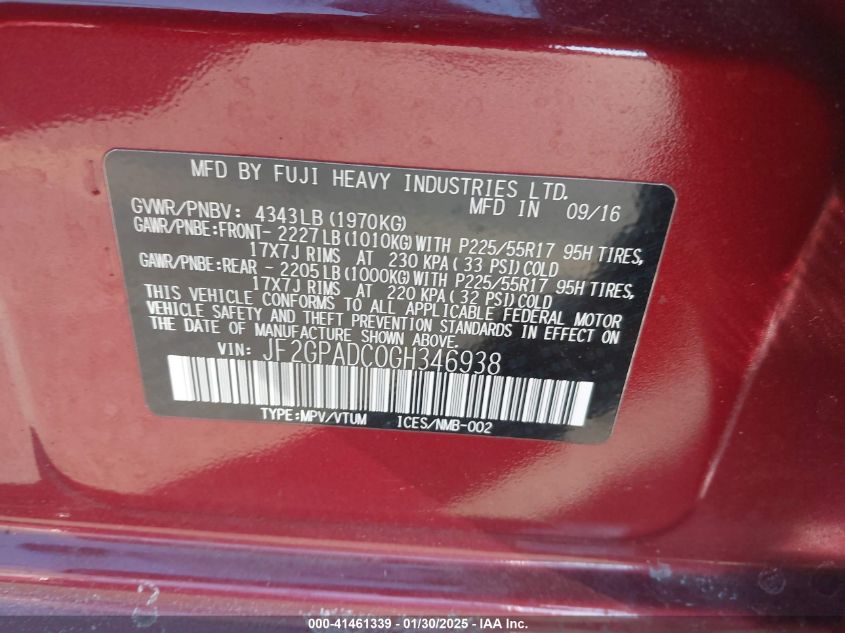 MFD BY FUJI HEAVY INDUSTRIES LTD.
MFD IN 09/16
GVWR/PNBV: 4343LB(1970KG)
GAWR/PNBE:FRONT- 2227LB(1010KG)WITH P225/55R17 95H TIRES,
17X7J RIMS AT 230 KPA(33 PSI)COLD
GAWR/PNBE:REAR - 2205LB(1000KG)WITH P225/55R17 95H TIRES,
17X7J RIMS AT 220 KPA(32 PSI)COLD
THIS VEHICLE CONFORMS TO ALL APPLICABLE FEDERAL MOTOR
VEHICLE SAFETY AND THEFT PREVENTION STANDARDS IN EFFECT ON
THE DATE OF MANUFACTURE SHOWN ABOVE.
VIN: JF2GPADC0GH346938
TYPE:MPV/VTUM ICES/NMB-002
000-41461339 - 01/30/2025 - IAA Inc.